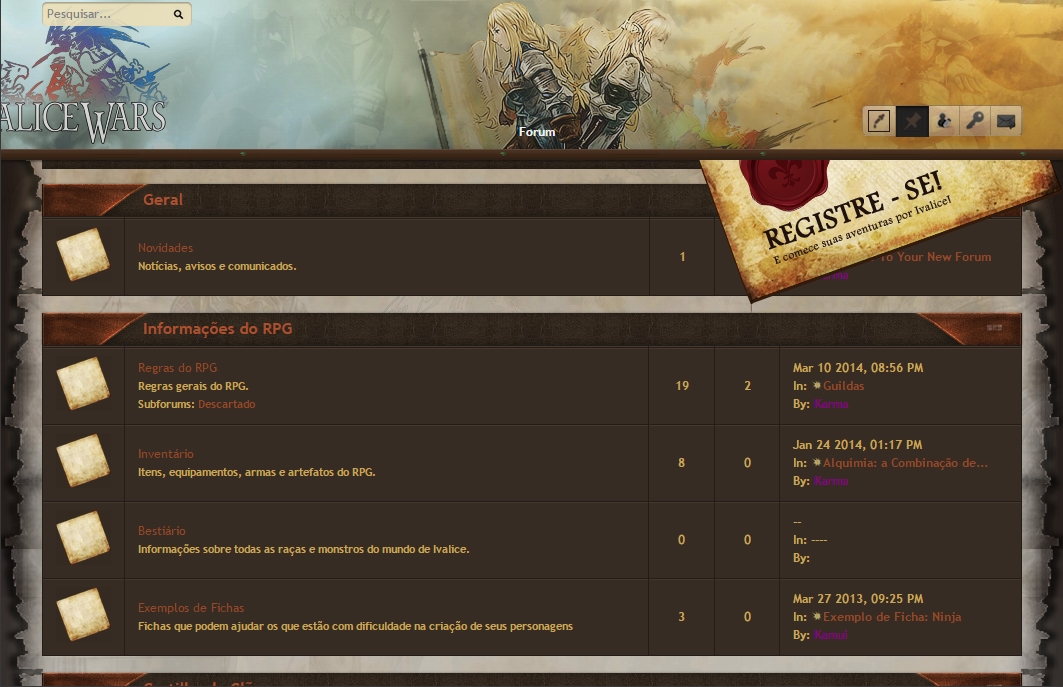 Pesquisar...
ALICE WARS
Forum
REGISTRE - SE!
E comece suas aventuras por Ivalice!
Geral
Novidades
Notícias, avisos e comunicados.
1
To Your New Forum
Informações do RPG
Regras do RPG
Regras gerais do RPG.
Subforums: Descartado
19
2
Mar 10 2014, 08:56 PM
In: Guildas
By: Karma
Inventário
Itens, equipamentos, armas e artefatos do RPG.
8
0
Jan 24 2014, 01:17 PM
In: Alquimia: a Combinação de...
By: Karma
Bestiário
Informações sobre todas as raças e monstros do mundo de Ivalice.
0
0
--
In: ----
By:
Exemplos de Fichas
Fichas que podem ajudar os que estão com dificuldade na criação de seus personagens
3
0
Mar 27 2013, 09:25 PM
In: Exemplo de Ficha: Ninja
By: Kamui